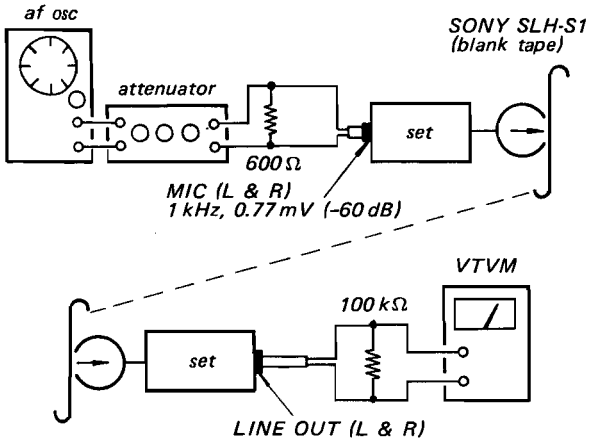 af osc
SONY SLH-S1
(blank tape)
attenuator
set
600Ω
MIC (L & R)
1 kHz, 0.77 mV (-60 dB)
VTVM
100 kΩ
set
LINE OUT (L & R)